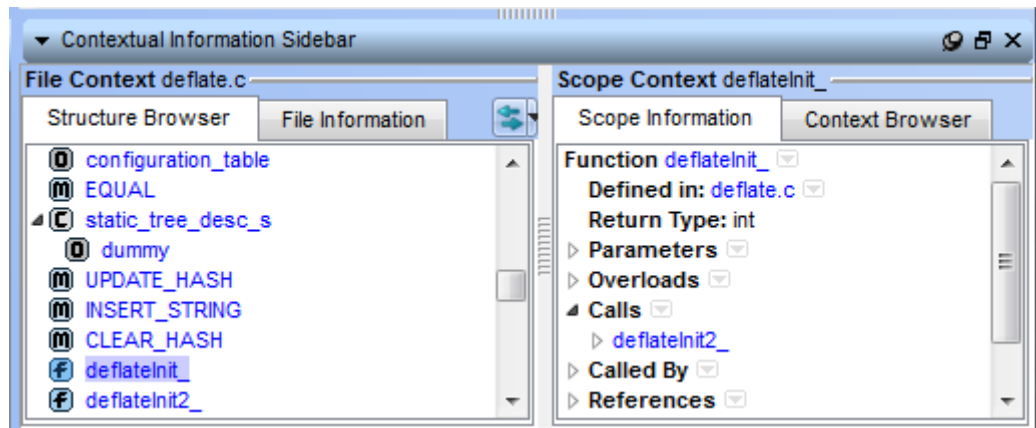 Contextual Information Sidebar
File Context deflate.c
Structure Browser
File Information
O configuration_table
M EQUAL
C static_tree_desc_s
O dummy
M UPDATE_HASH
M INSERT_STRING
M CLEAR_HASH
f deflateInit_
f deflateInit2_
Scope Context deflateInit_
Scope Information
Context Browser
Function deflateInit_
Defined in: deflate.c
Return Type: int
Parameters
Overloads
Calls
deflateInit2_
Called By
References